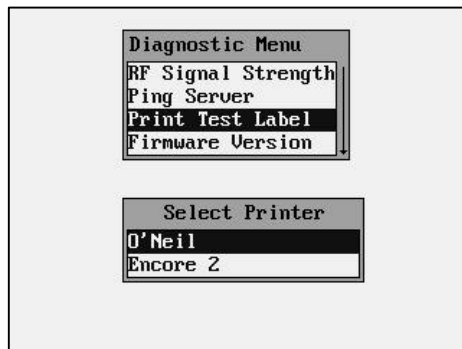 Diagnostic Menu
RF Signal Strength
Ping Server
Print Test Label
Firmware Version
Select Printer
O'Neil
Encore 2